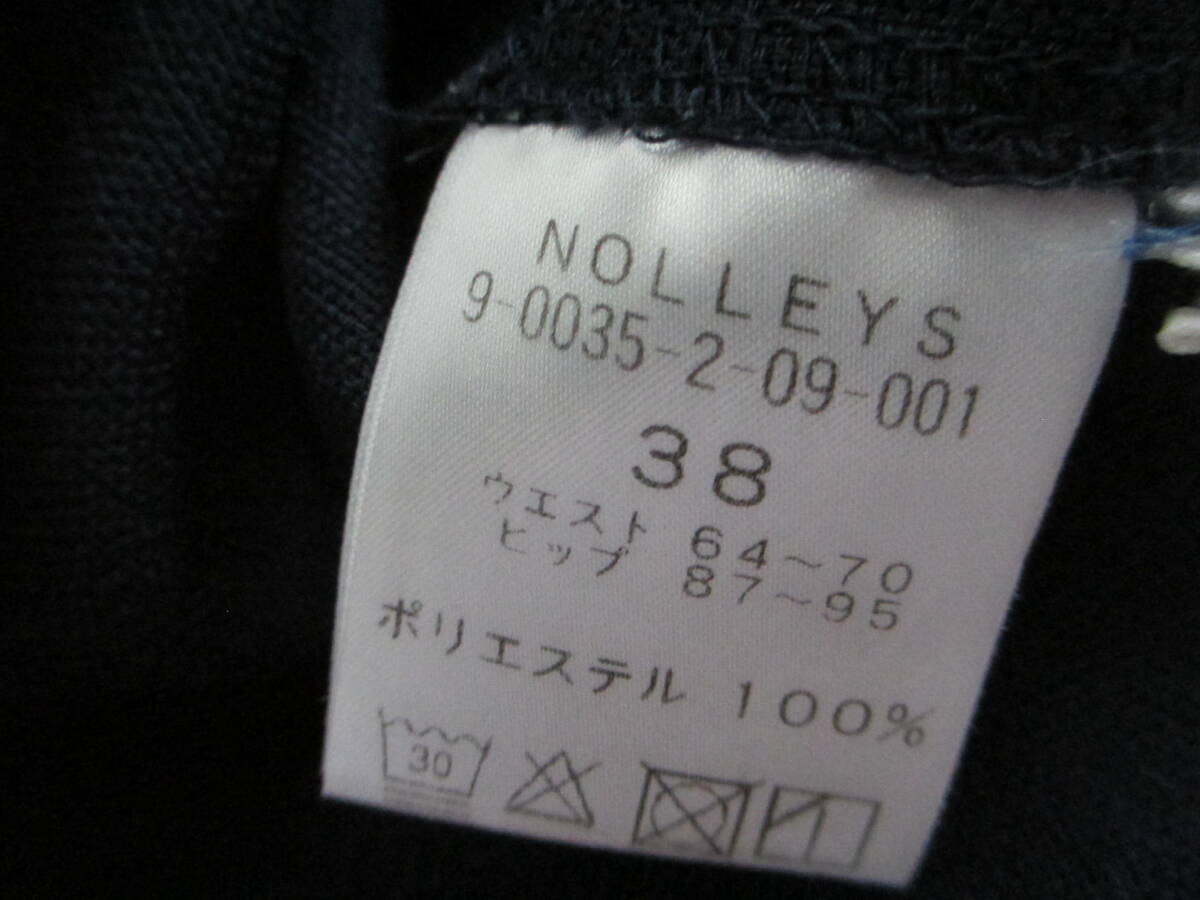 NOLLEYS
9-0035-2-09-001
38
ウエスト 64~70
ヒップ 87~95
ポリエステル 100%
30